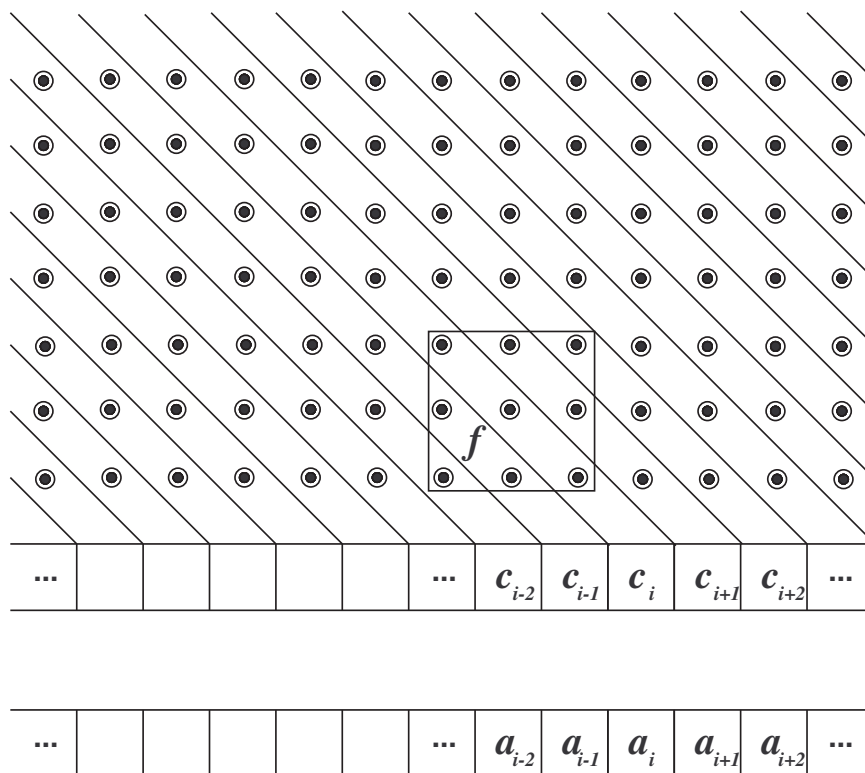 f
... ... c_{i-2} c_{i-1} c_i c_{i+1} c_{i+2} ...
... ... a_{i-2} a_{i-1} a_i a_{i+1} a_{i+2} ...